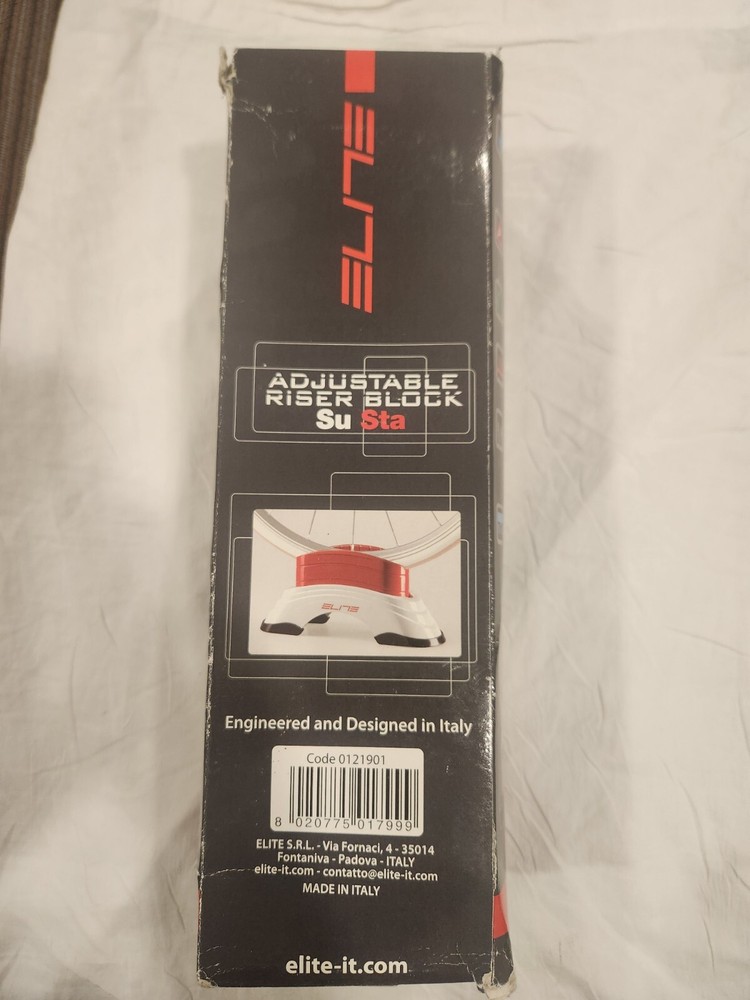 ELITE
ADJUSTABLE
RISER BLOCK
Su Sta
ELITE
Engineered and Designed in Italy
Code 0121901
8 020775 017999
ELITE S.R.L. - Via Fornaci, 4 - 35014
Fontaniva - Padova - ITALY
elite-it.com - contatto@elite-it.com
MADE IN ITALY
elite-it.com